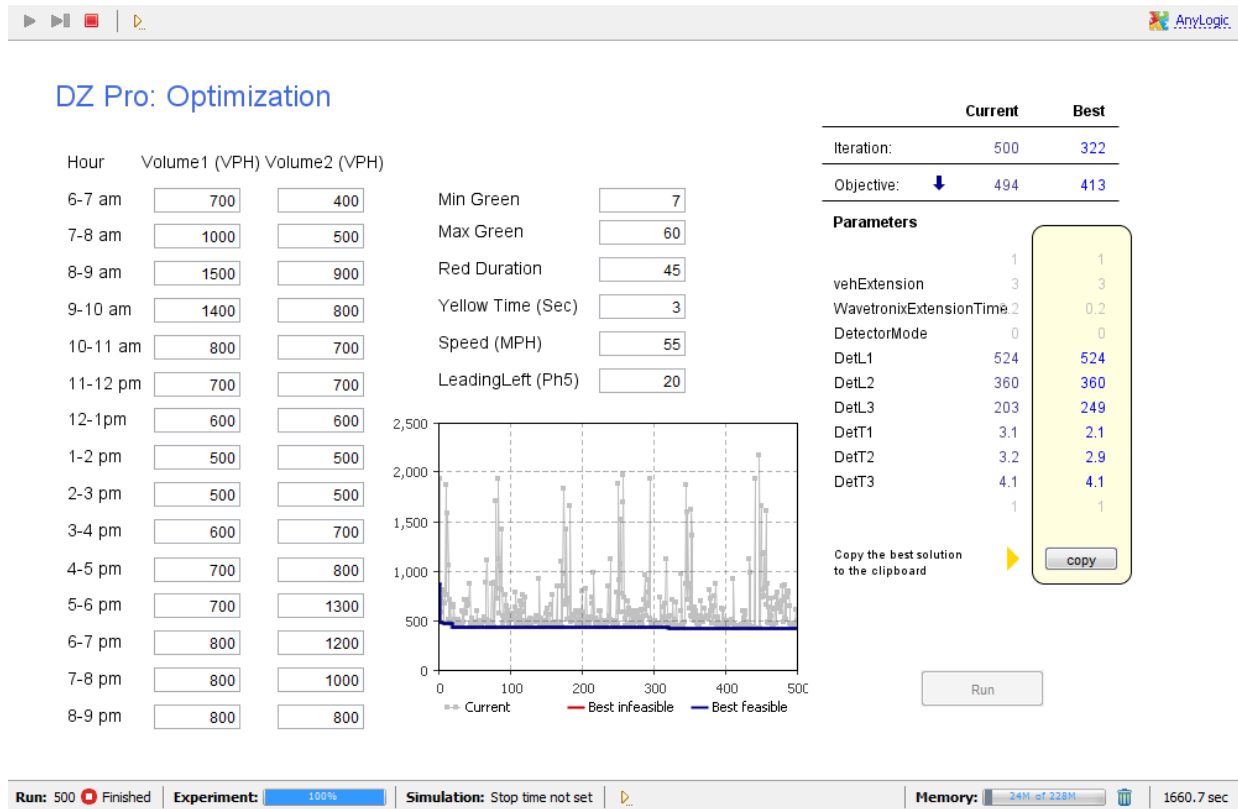 AnyLogic
DZ Pro: Optimization
Current Best
Iteration: 500 322
Objective: 494 413
Parameters
1 1
vehExtension 3 3
WavetronixExtensionTime 0.2
DetectorMode 0 0
DetL1 524 524
DetL2 360 360
DetL3 203 249
DetT1 3.1 2.1
DetT2 3.2 2.9
DetT3 4.1 4.1
1 1
Copy the best solution
to the clipboard
copy
Run
Hour Volume1 (VPH) Volume2 (VPH)
6-7 am 700 400
7-8 am 1000 500
8-9 am 1500 900
9-10 am 1400 800
10-11 am 800 700
11-12 pm 700 700
12-1pm 600 600
1-2 pm 500 500
2-3 pm 500 500
3-4 pm 600 700
4-5 pm 700 800
5-6 pm 700 1300
6-7 pm 800 1200
7-8 pm 800 1000
8-9 pm 800 800
Min Green 7
Max Green 60
Red Duration 45
Yellow Time (Sec) 3
Speed (MPH) 55
LeadingLeft (Ph5) 20
2,500
2,000
1,500
1,000
500
0
0 100 200 300 400 500
Current Best infeasible Best feasible
Run: 500 Finished Experiment: 100% Simulation: Stop time not set Memory: 24M of 228M 1660.7 sec